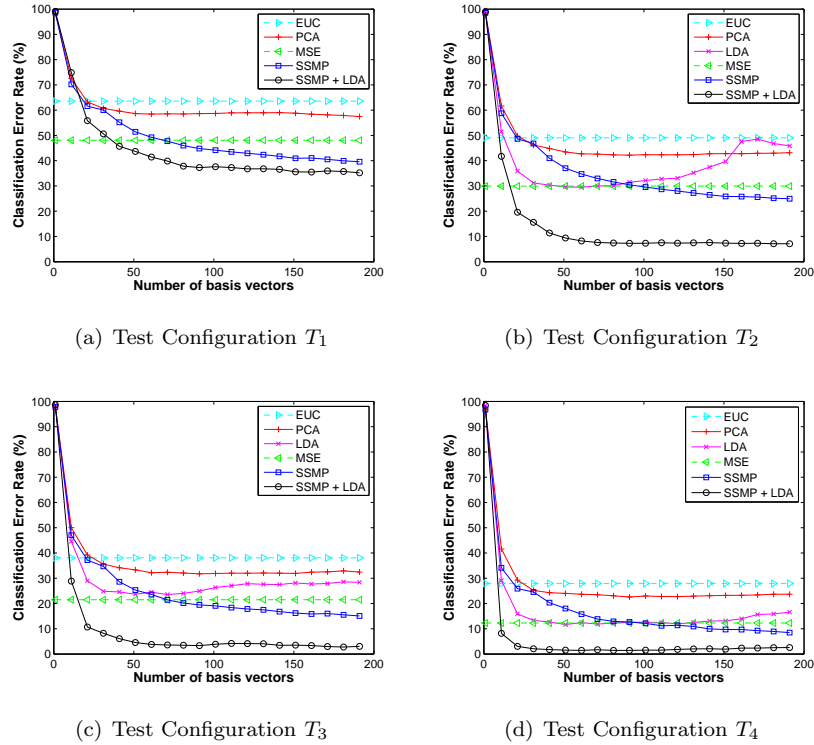 100
90
80
70
60
50
40
30
20
10
0
0 50 100 150 200
Classification Error Rate (%)
Number of basis vectors
EUC
PCA
MSE
SSMP
SSMP + LDA
(a) Test Configuration T1
100
90
80
70
60
50
40
30
20
10
0
0 50 100 150 200
Classification Error Rate (%)
Number of basis vectors
EUC
PCA
LDA
MSE
SSMP
SSMP + LDA
(b) Test Configuration T2
100
90
80
70
60
50
40
30
20
10
0
0 50 100 150 200
Classification Error Rate (%)
Number of basis vectors
EUC
PCA
LDA
MSE
SSMP
SSMP + LDA
(c) Test Configuration T3
100
90
80
70
60
50
40
30
20
10
0
0 50 100 150 200
Classification Error Rate (%)
Number of basis vectors
EUC
PCA
LDA
MSE
SSMP
SSMP + LDA
(d) Test Configuration T4